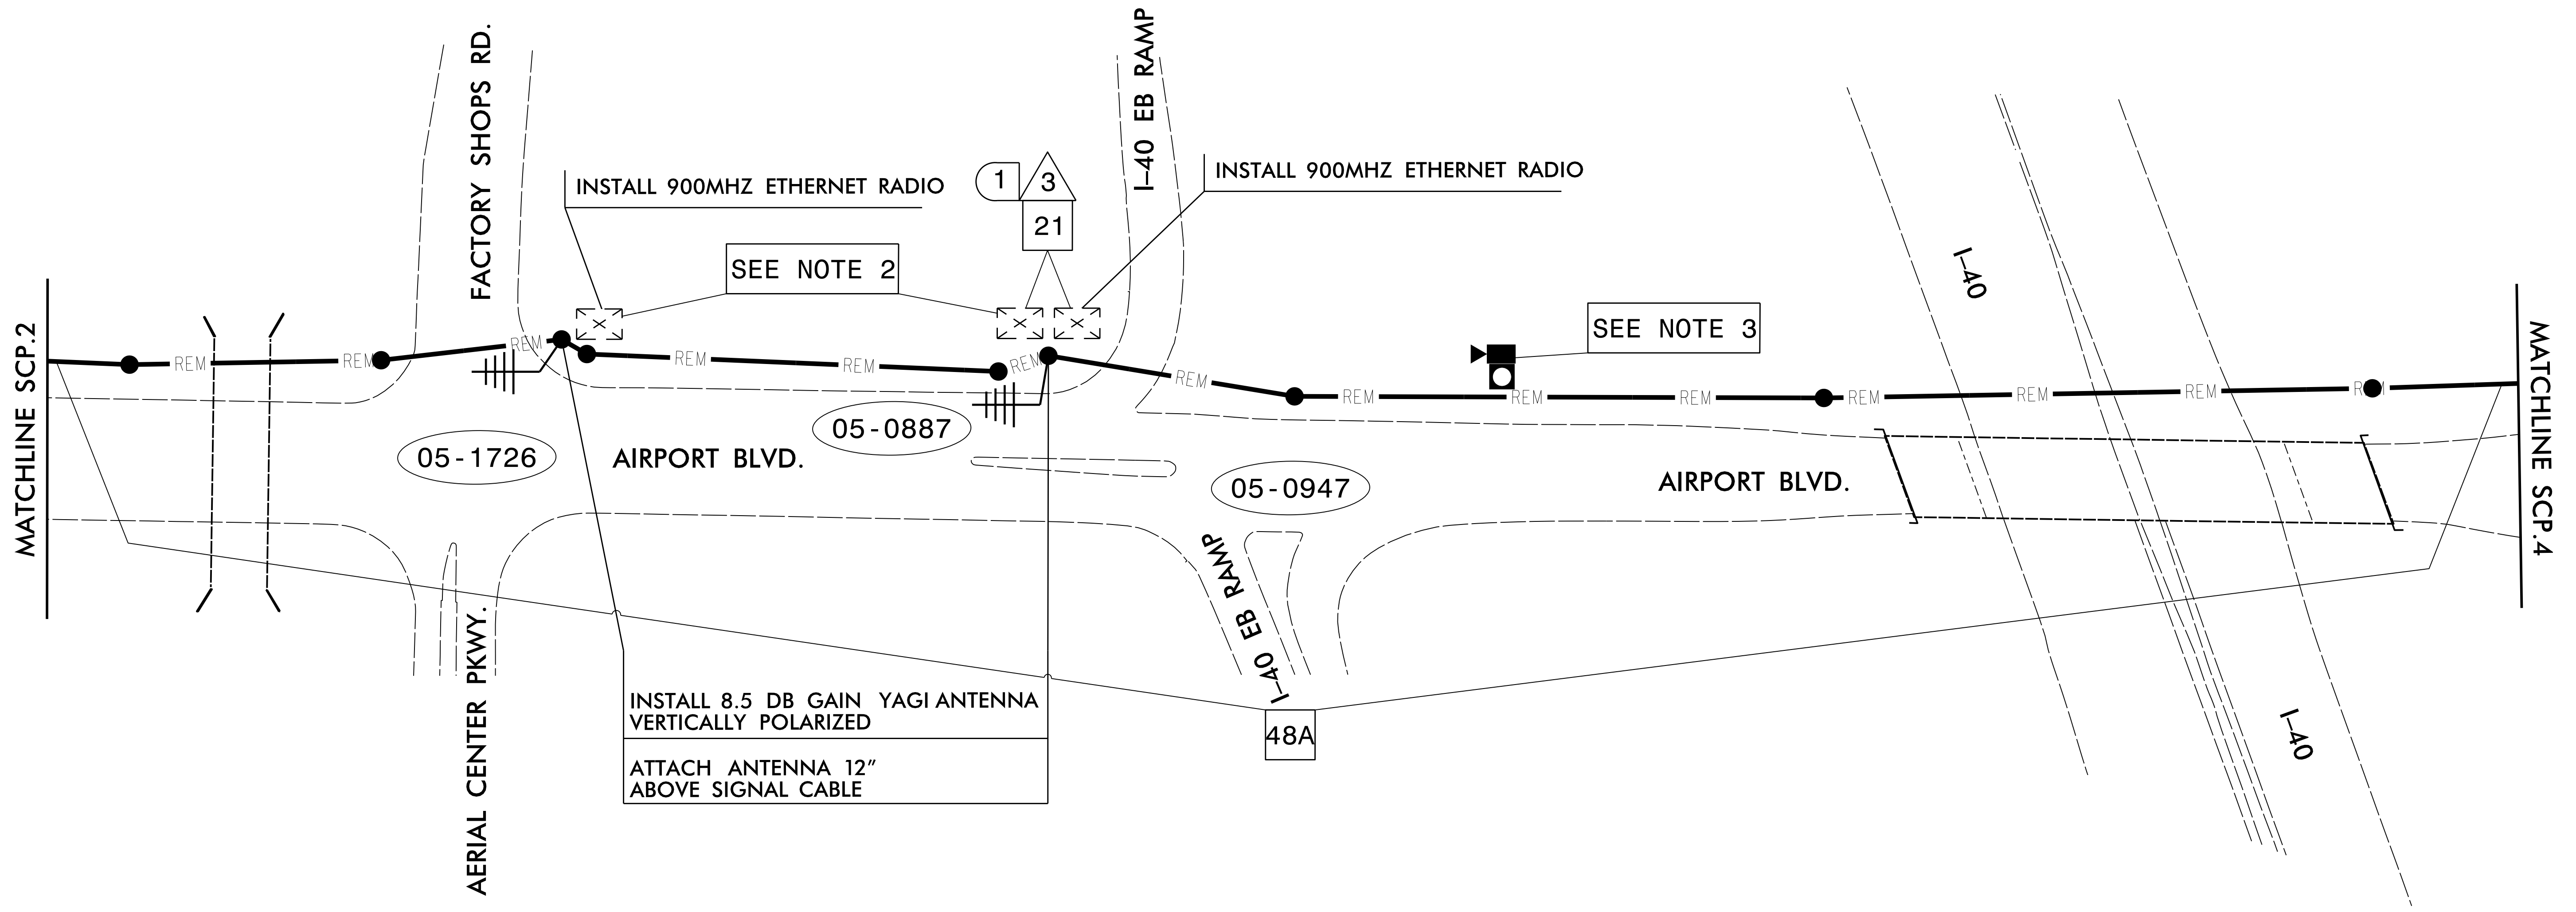 FACTORY SHOPS RD.
I-40 EB RAMP
INSTALL 900MHZ ETHERNET RADIO
1
3
21
INSTALL 900MHZ ETHERNET RADIO
SEE NOTE 2
I-40
SEE NOTE 3
MATCHLINE SCP.2
MATCHLINE SCP.4
REM
REM
REM
REM
REM
REM
REM
REM
REM
REM
REM
REM
REM
REM
05-1726
05-0887
05-0947
AIRPORT BLVD.
AIRPORT BLVD.
I-40 EB RAMP
AERIAL CENTER PKWY.
INSTALL 8.5 DB GAIN YAGI ANTENNA
VERTICALLY POLARIZED
ATTACH ANTENNA 12"
ABOVE SIGNAL CABLE
48A
I-40